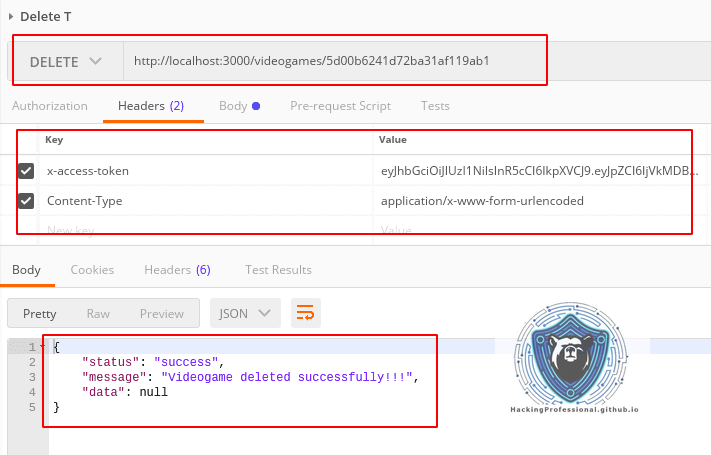 Delete T
DELETE http://localhost:3000/videogames/5d00b6241d72ba31af119ab1
Authorization Headers (2) Body Pre-request Script Tests
Key Value
x-access-token eyJhbGciOiJIUzI1NiIsInR5cCI6IkpXVCJ9.eyJpZCI6IjVkMDB...
Content-Type application/x-www-form-urlencoded
New key Value
Body Cookies Headers (6) Test Results
Pretty Raw Preview JSON
1 {
2 "status": "success",
3 "message": "Videogame deleted successfully!!!",
4 "data": null
5 }
HackingProfessional.github.io